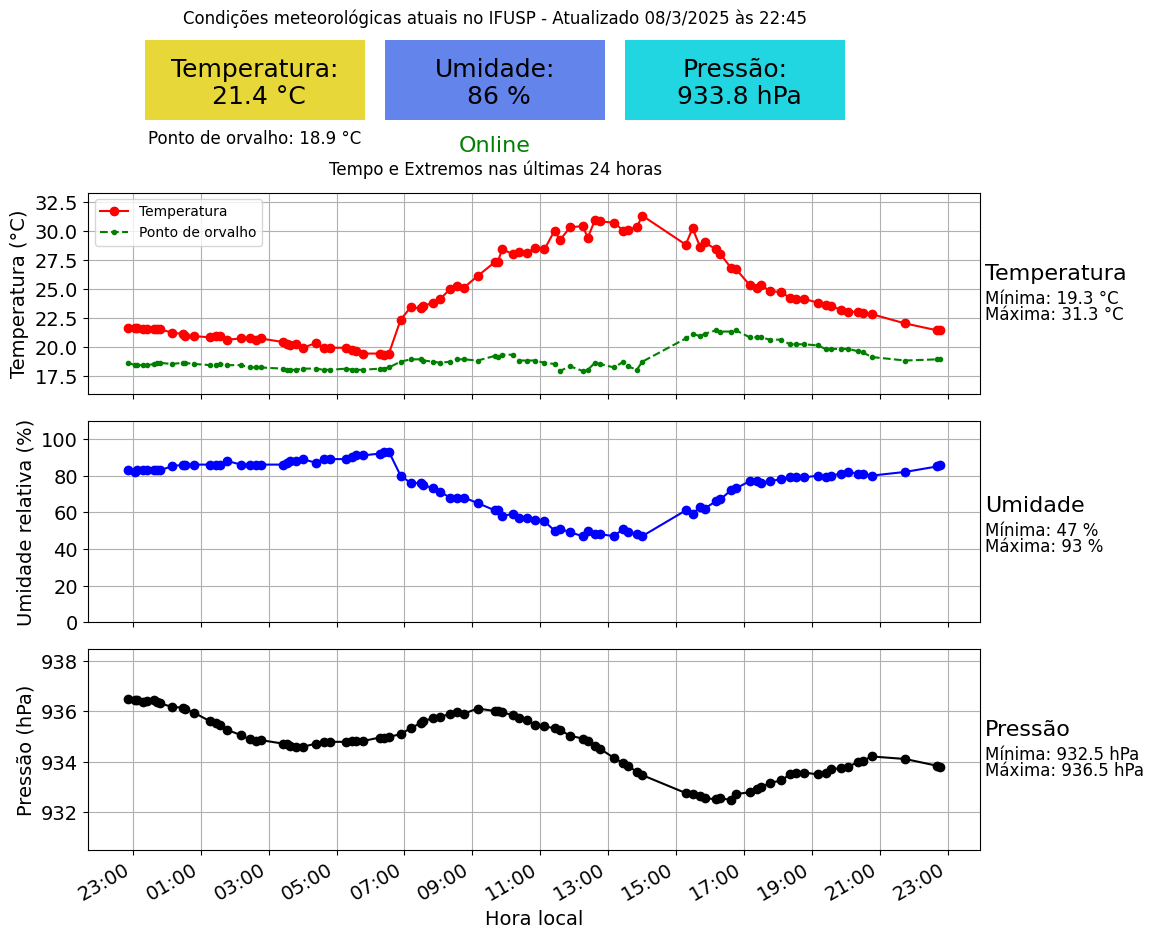 Condições meteorológicas atuais no IFUSP - Atualizado 08/3/2025 às 22:45
Temperatura:
21.4 °C
Umidade:
86 %
Pressão:
933.8 hPa
Ponto de orvalho: 18.9 °C
Online
Tempo e Extremos nas últimas 24 horas
Temperatura (°C)
32.5
30.0
27.5
25.0
22.5
20.0
17.5
Temperatura
Ponto de orvalho
Temperatura
Mínima: 19.3 °C
Máxima: 31.3 °C
Umidade relativa (%)
100
80
60
40
20
0
Umidade
Mínima: 47 %
Máxima: 93 %
Pressão (hPa)
938
936
934
932
Pressão
Mínima: 932.5 hPa
Máxima: 936.5 hPa
23:00 01:00 03:00 05:00 07:00 09:00 11:00 13:00 15:00 17:00 19:00 21:00 23:00
Hora local